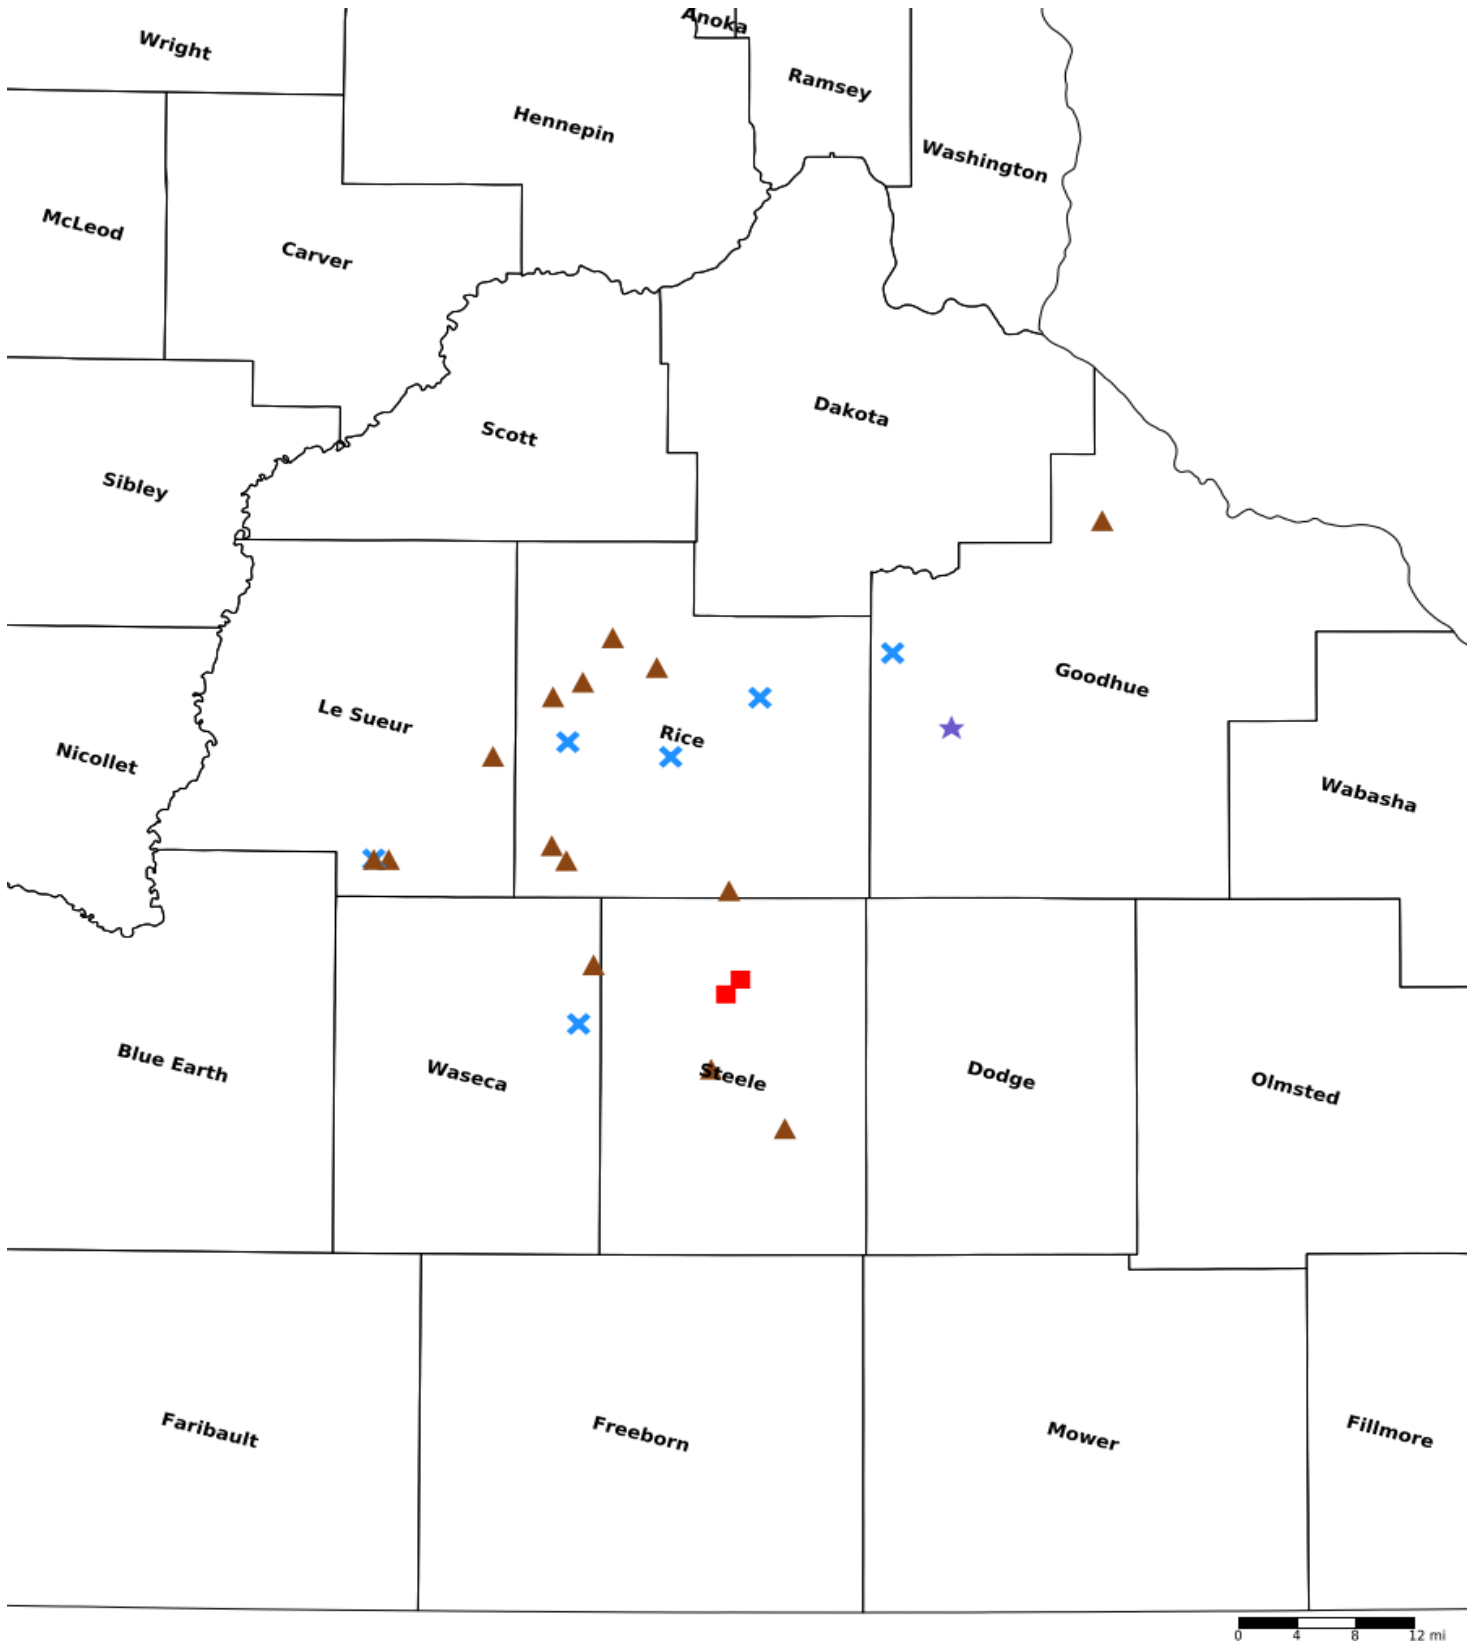 Anoka
Wright
Ramsey
Hennepin
Washington
McLeod
Carver
Dakota
Scott
Sibley
Goodhue
Le Sueur
Rice
Nicollet
Wabasha
Blue Earth
Waseca
Steele
Dodge
Olmsted
Faribault
Freeborn
Mower
Fillmore
0 4 8 12 mi